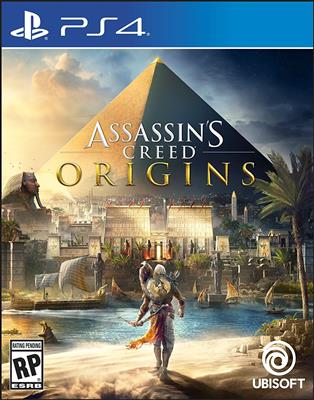 PS4
ASSASSIN'S
CREED
ORIGINS
RATING PENDING
RP
ESRB
UBISOFT